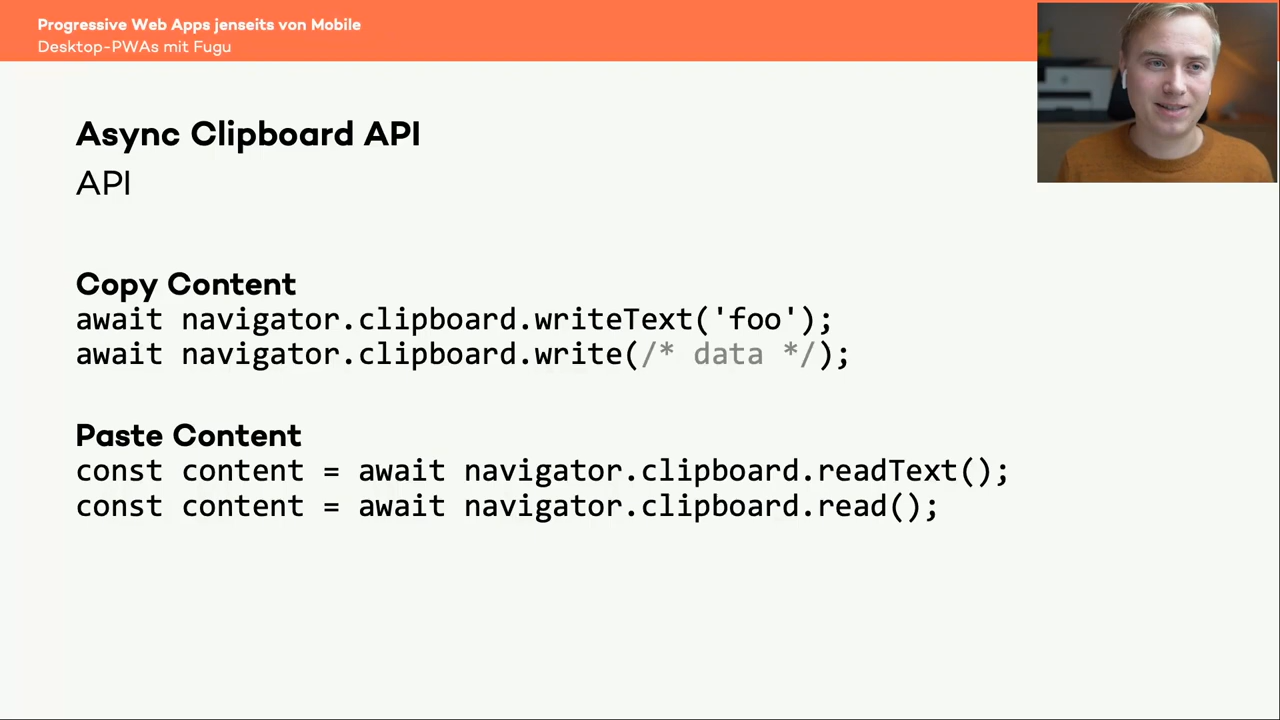 Progressive Web Apps jenseits von Mobile
Desktop-PWAs mit Fugu
Async Clipboard API
API
Copy Content
await navigator.clipboard.writeText('foo');
await navigator.clipboard.write(/* data */);
Paste Content
const content = await navigator.clipboard.readText();
const content = await navigator.clipboard.read();